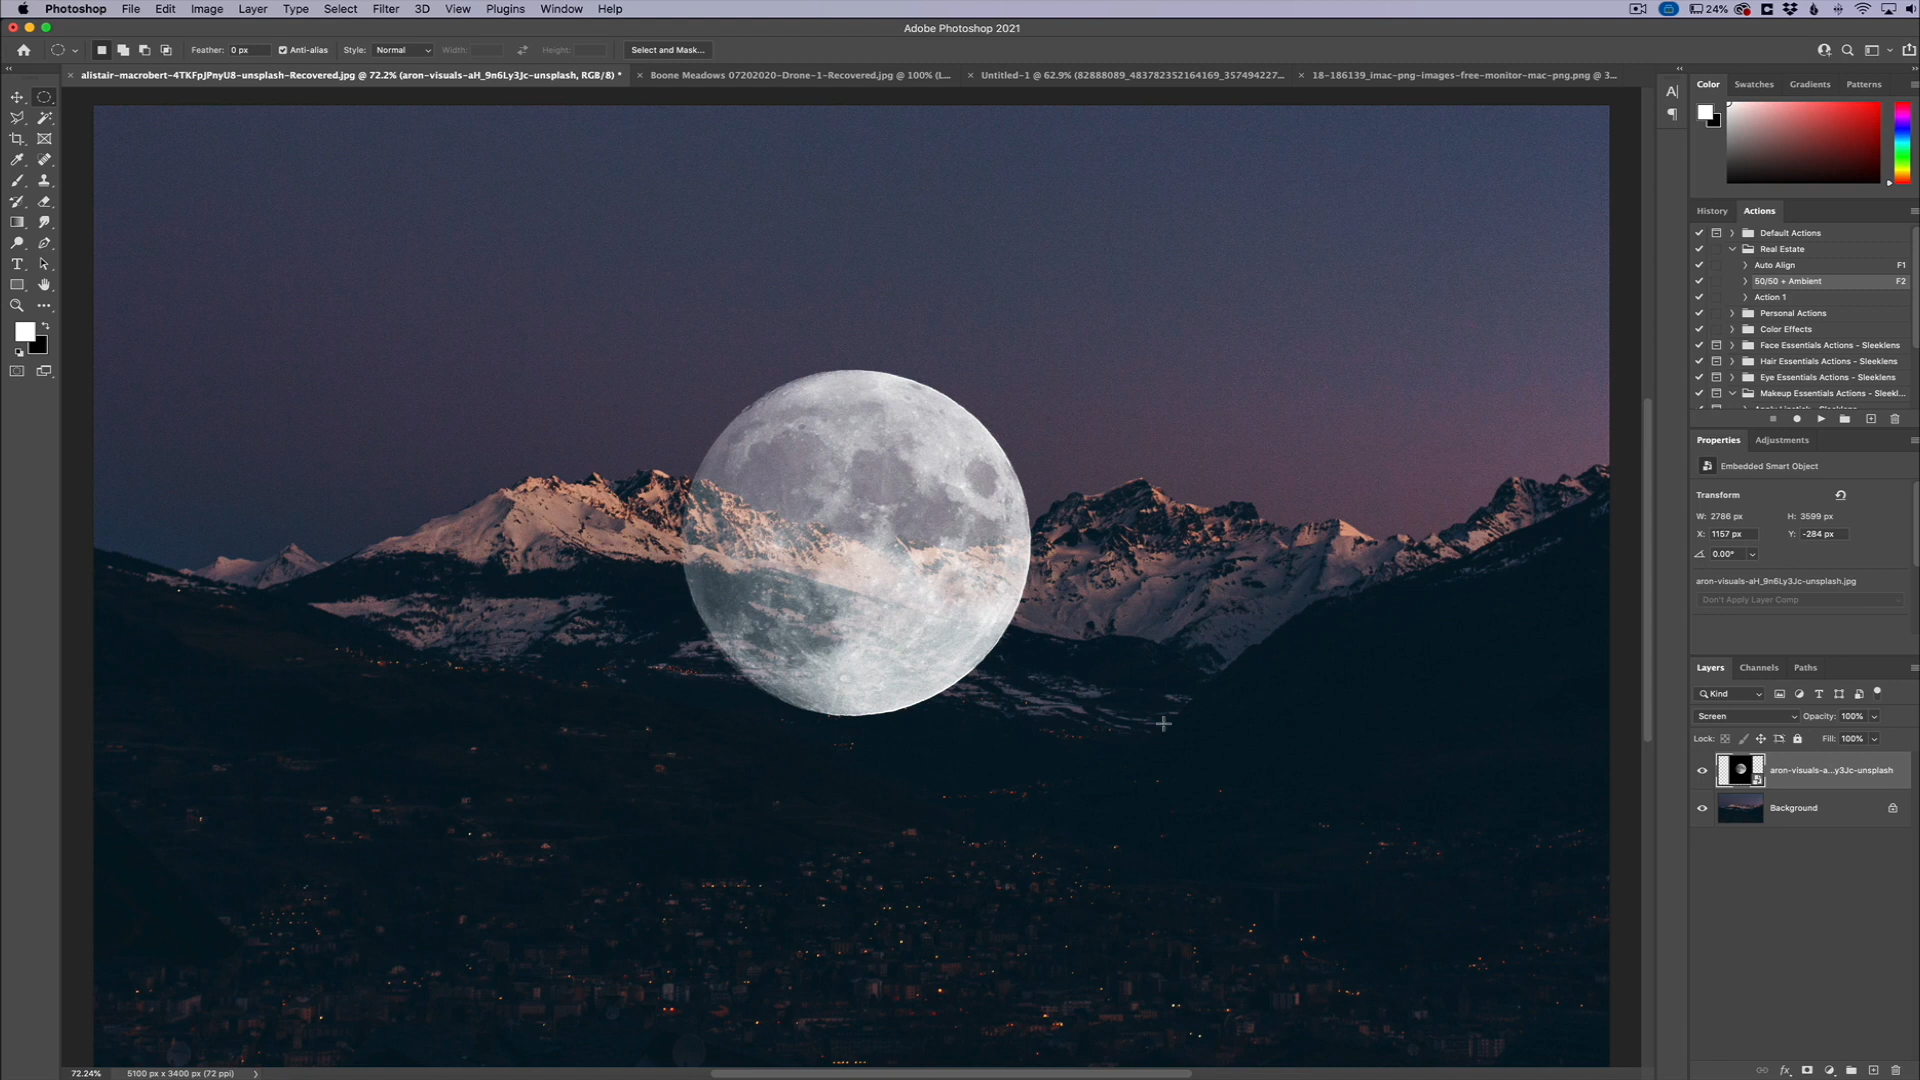 Photoshop File Edit Image Layer Type Select Filter 3D View Plugins Window Help 24%
Adobe Photoshop 2021
Feather: 0 px Anti-alias Style: Normal Width: Height: Select and Mask...
alistair-macrobert-4TKFpJPnyU8-unsplash-Recovered.jpg @ 72.2% (aron-visuals-aH_9n6Ly3Jc-unsplash, RGB/8) * Boone Meadows 07202020-Drone-1-Recovered.jpg @ 100% (L... Untitled-1 @ 62.9% (82888089_483782352164169_357494227... 18-186139_imac-png-images-free-monitor-mac-png.png @ 3...
Color Swatches Gradients Patterns
History Actions
Default Actions
Real Estate
Auto Align F1
50/50 + Ambient F2
Action 1
Personal Actions
Color Effects
Face Essentials Actions - Sleeklens
Hair Essentials Actions - Sleeklens
Eye Essentials Actions - Sleeklens
Makeup Essentials Actions - Sleekl...
Properties Adjustments
Embedded Smart Object
Transform
W: 2786 px H: 3599 px
X: 1157 px Y: -284 px
0.00°
aron-visuals-aH_9n6Ly3Jc-unsplash.jpg
Don't Apply Layer Comp
Layers Channels Paths
Kind
Screen Opacity: 100%
Lock: Fill: 100%
aron-visuals-a...y3Jc-unsplash
Background
72.24% 5100 px x 3400 px (72 ppi)
fx